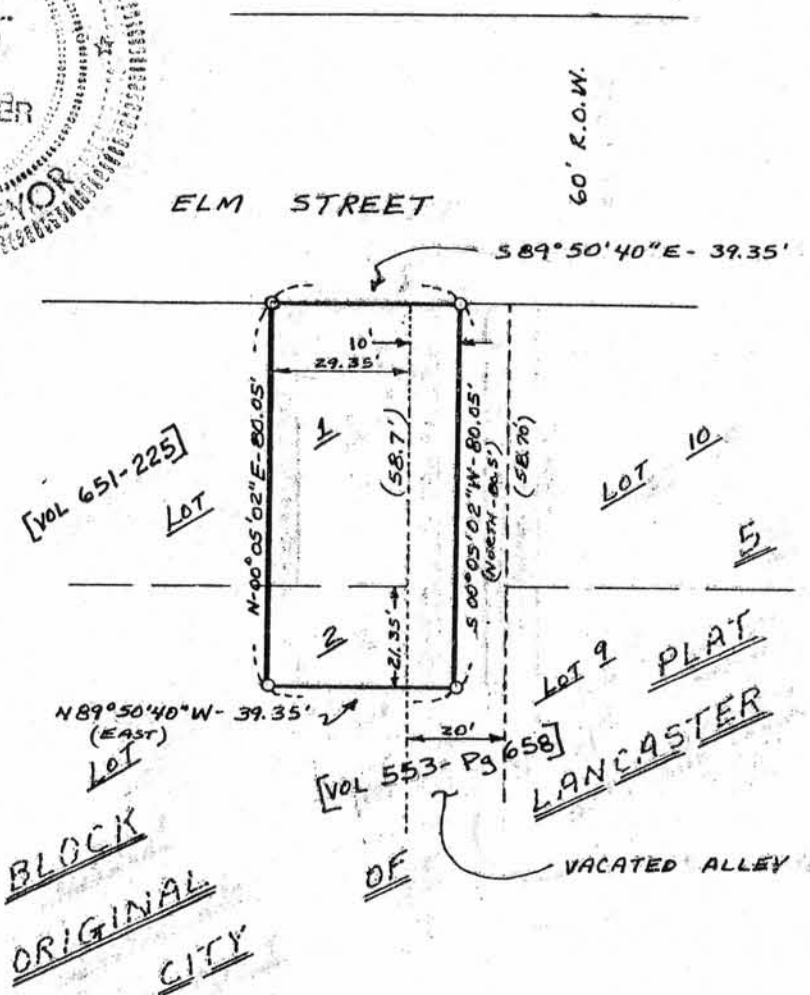 ER
EYOR
60' R.O.W.
ELM STREET
S 89°50'40"E - 39.35'
10'
29.35'
N-00°05'02"E-80.05'
1
(58.7')
S 00°05'02"W-80.05'
(NORTH-80.5')
(58.70')
[VOL 651-225]
LOT
LOT 10
5
2
21.35'
LOT 9
PLAT
N 89°50'40"W - 39.35'
(EAST)
LOT
20'
[VOL 553- Pg 658]
LANCASTER
BLOCK
OF
VACATED ALLEY
ORIGINAL
CITY